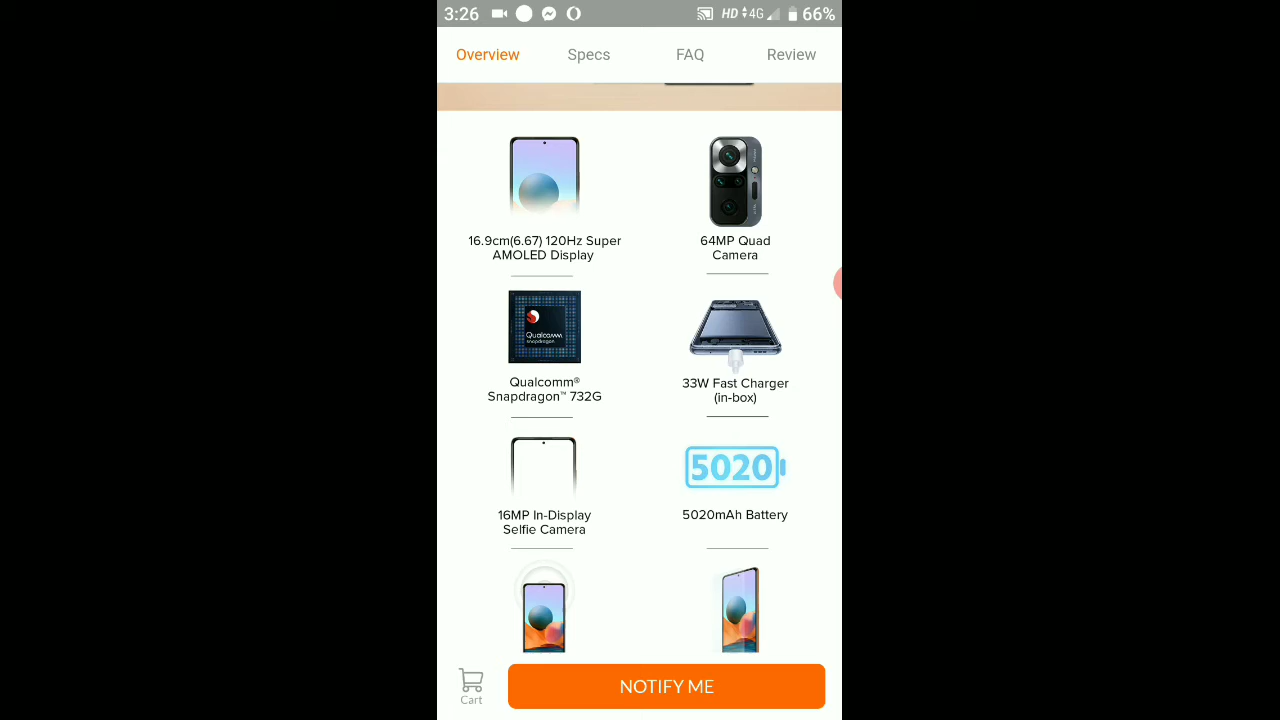 3:26 HD 4G 66%
Overview Specs FAQ Review
16.9cm(6.67) 120Hz Super
AMOLED Display
64MP Quad
Camera
Qualcomm
snapdragon
Qualcomm®
Snapdragon™ 732G
33W Fast Charger
(in-box)
16MP In-Display
Selfie Camera
5020
5020mAh Battery
Cart
NOTIFY ME